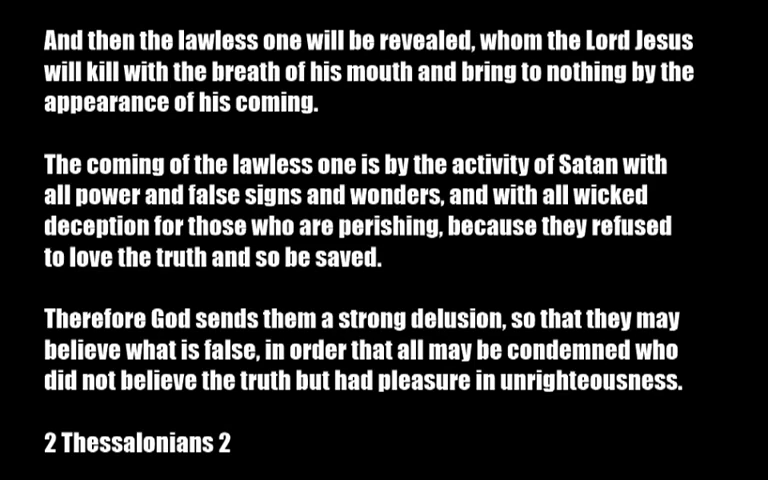 And then the lawless one will be revealed, whom the Lord Jesus
will kill with the breath of his mouth and bring to nothing by the
appearance of his coming.
The coming of the lawless one is by the activity of Satan with
all power and false signs and wonders, and with all wicked
deception for those who are perishing, because they refused
to love the truth and so be saved.
Therefore God sends them a strong delusion, so that they may
believe what is false, in order that all may be condemned who
did not believe the truth but had pleasure in unrighteousness.
2 Thessalonians 2